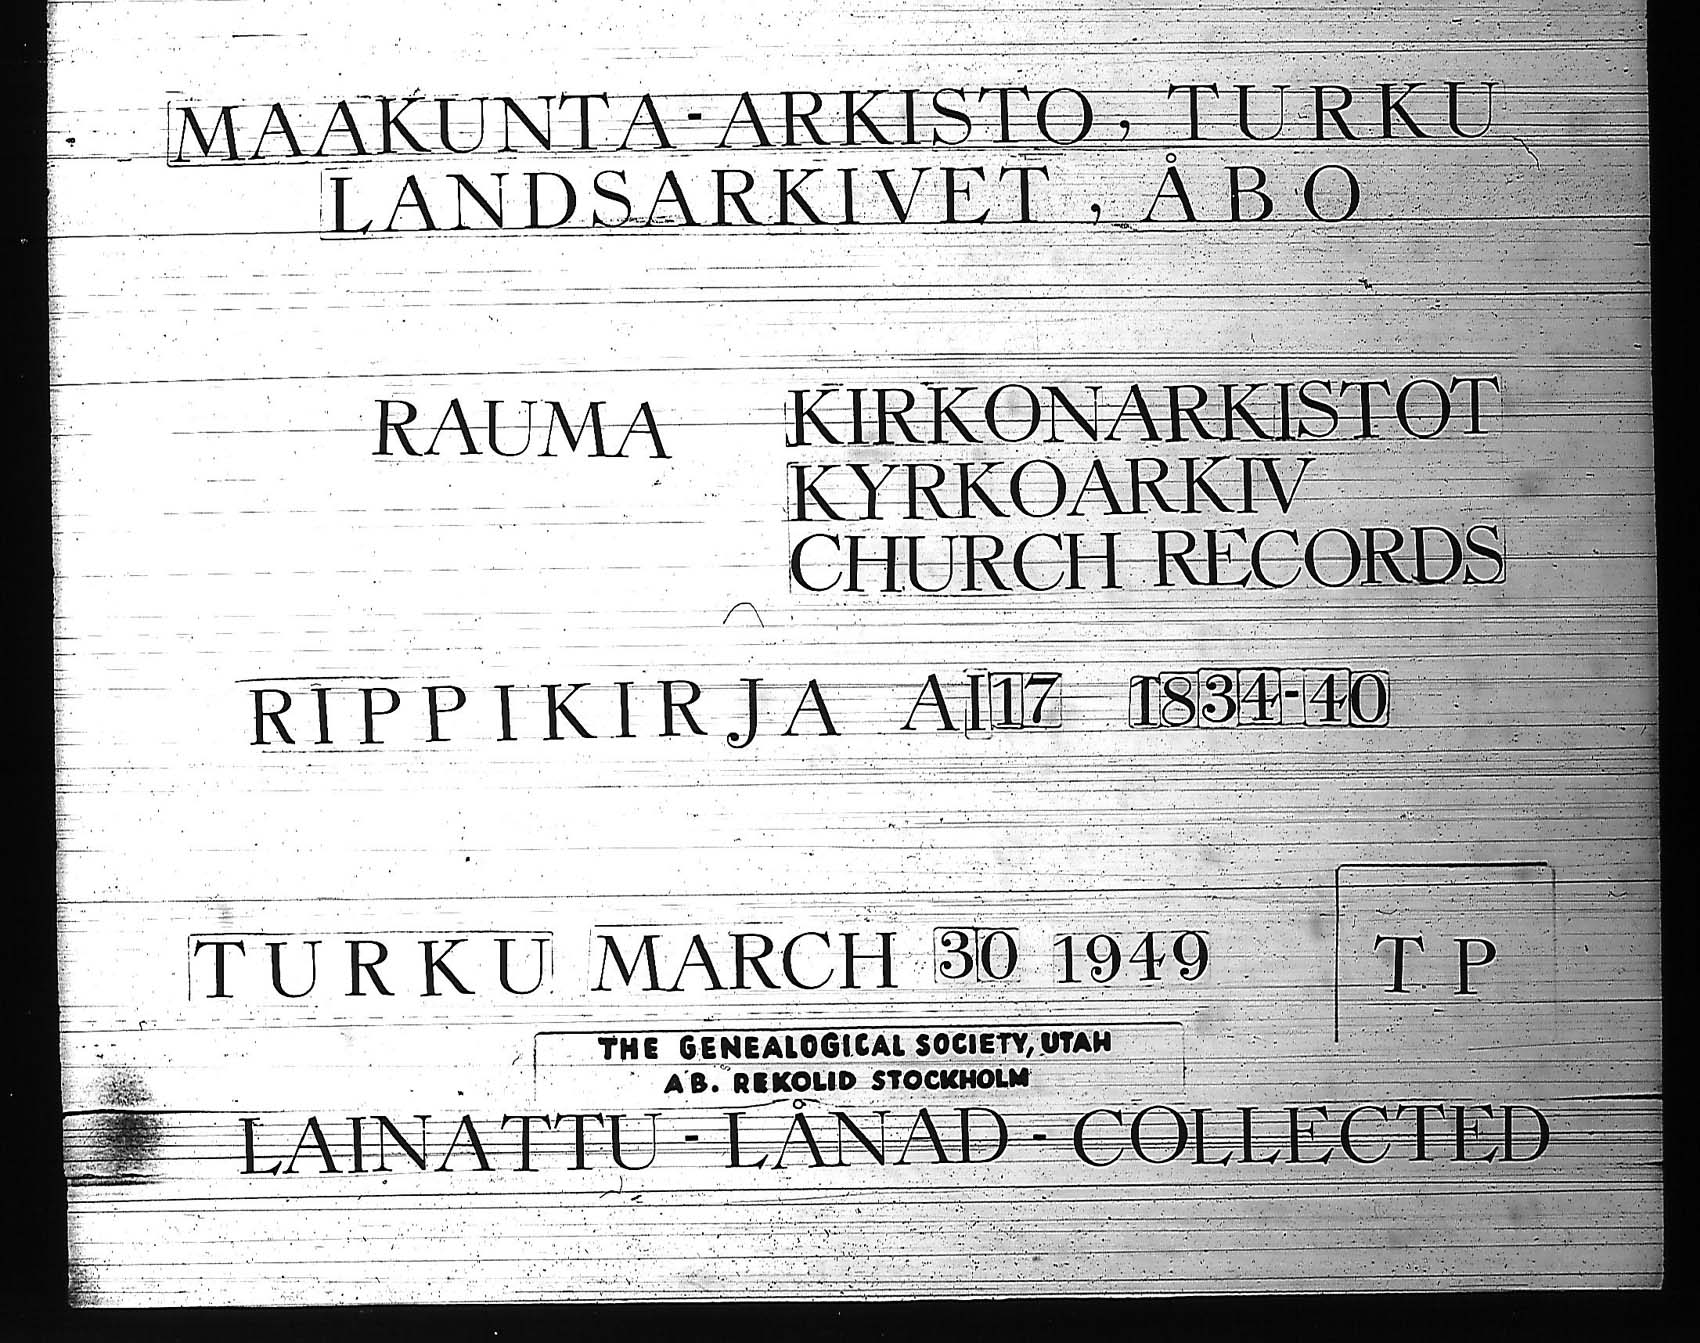 MAAKUNTA-ARKISTO, TURKU
LANDSARKIVET, ÅBO
RAUMA KIRKONARKISTOT
KYRKOARKIV
CHURCH RECORDS
RIPPIKIRJA AI17 1834-40
TURKU MARCH 30 1949 TP
THE GENEALOGICAL SOCIETY, UTAH
AB. REKOLID STOCKHOLM
LAINATTU - LÅNAD - COLLECTED